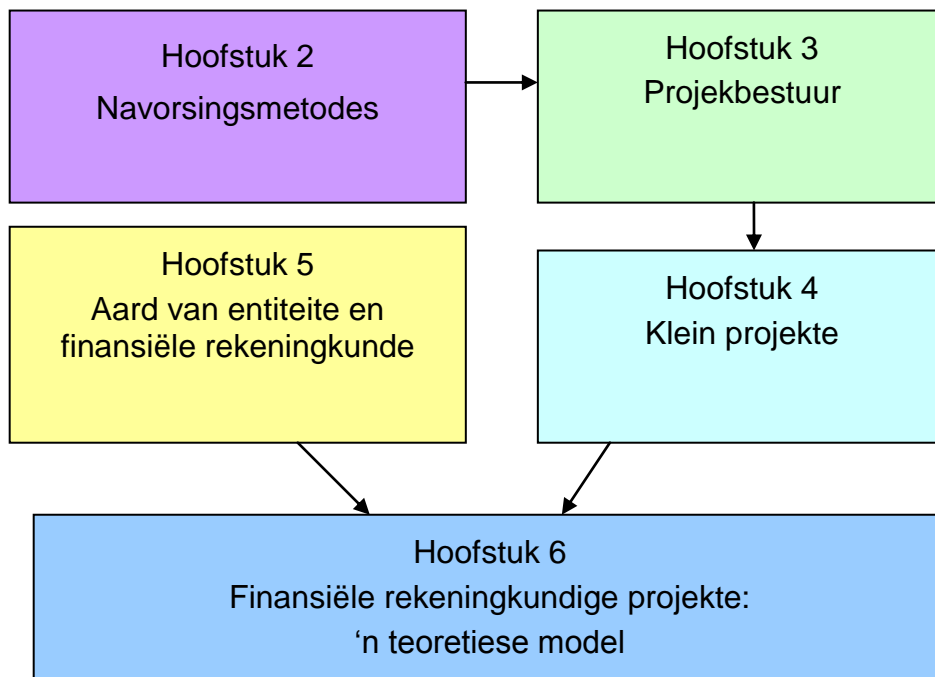 Hoofstuk 2
Navorsingsmetodes
Hoofstuk 3
Projekbestuur
Hoofstuk 5
Aard van entiteite en
finansiële rekeningkunde
Hoofstuk 4
Klein projekte
Hoofstuk 6
Finansiële rekeningkundige projekte:
‘n teoretiese model